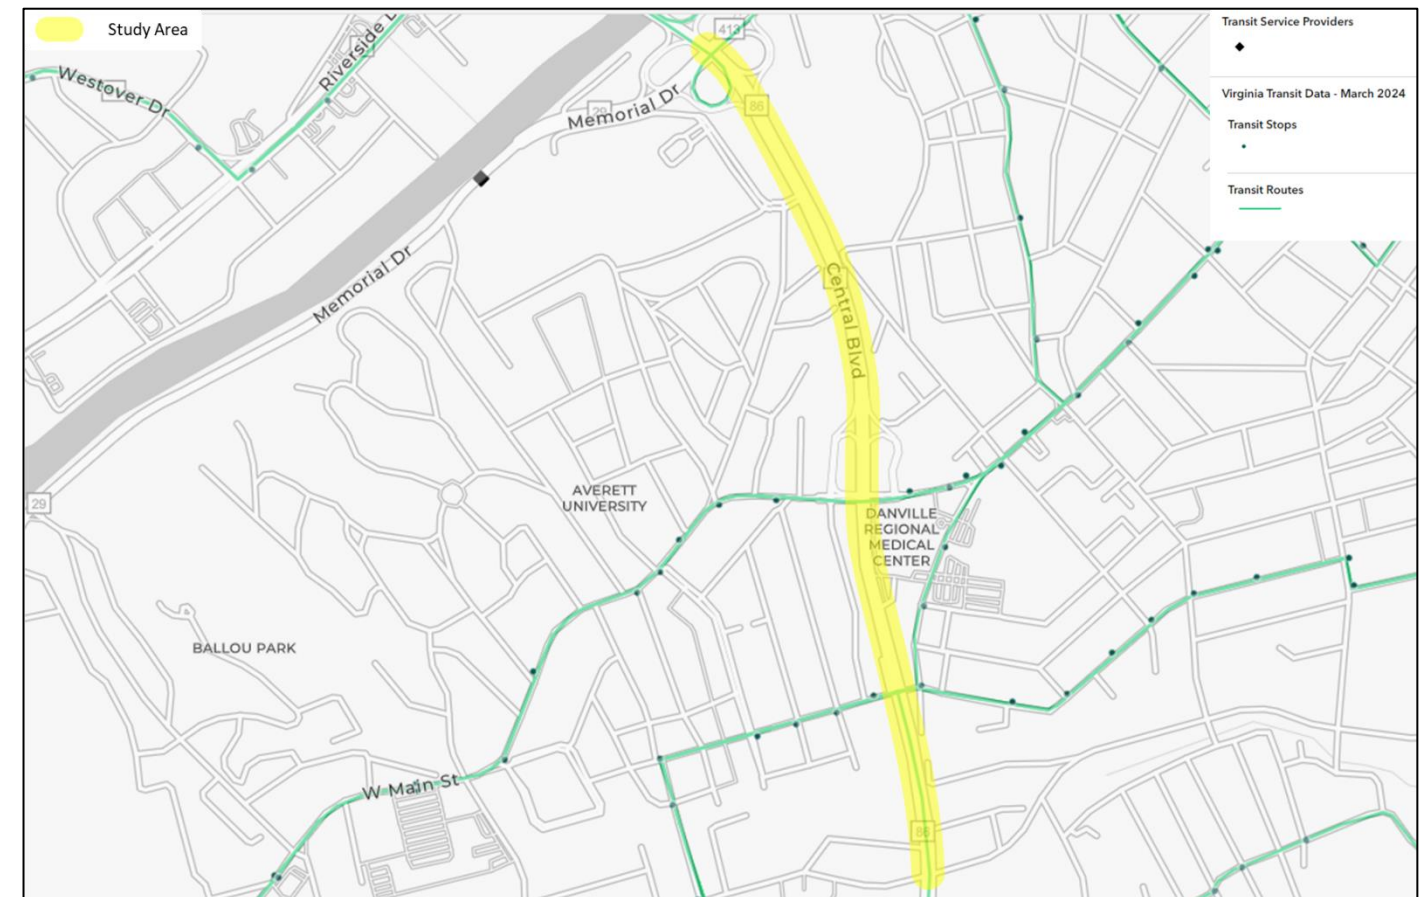 Study Area
Transit Service Providers
Virginia Transit Data - March 2024
Transit Stops
Transit Routes
413
Riverside D
Westover Dr
29
Memorial Dr
86
Memorial Dr
Central Blvd
29
AVERETT
UNIVERSITY
DANVILLE
REGIONAL
MEDICAL
CENTER
BALLOU PARK
W Main St
86